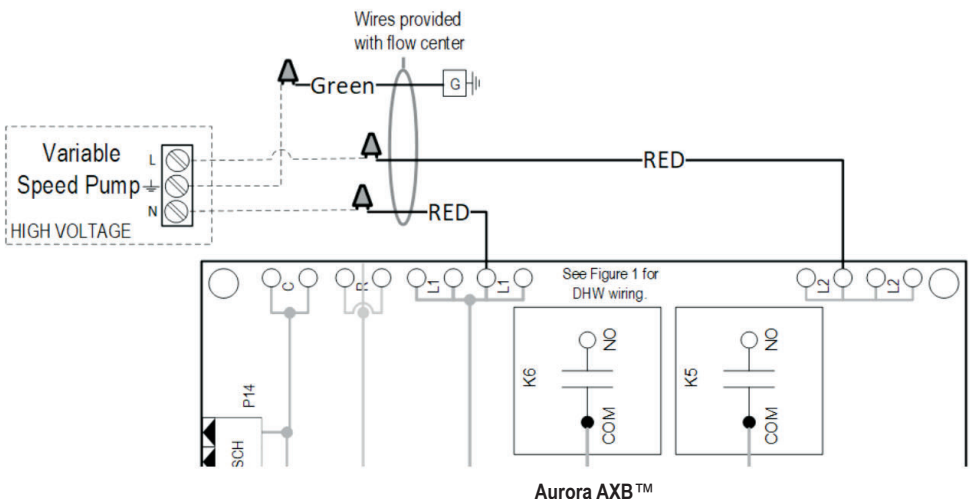 Wires provided
with flow center
Green
G
Variable
Speed Pump
L
N
HIGH VOLTAGE
RED
RED
C
R
L1
L1
See Figure 1 for
DHW wiring.
L2
L2
P14
SCH
K6
NO
COM
K5
NO
COM
Aurora AXB™